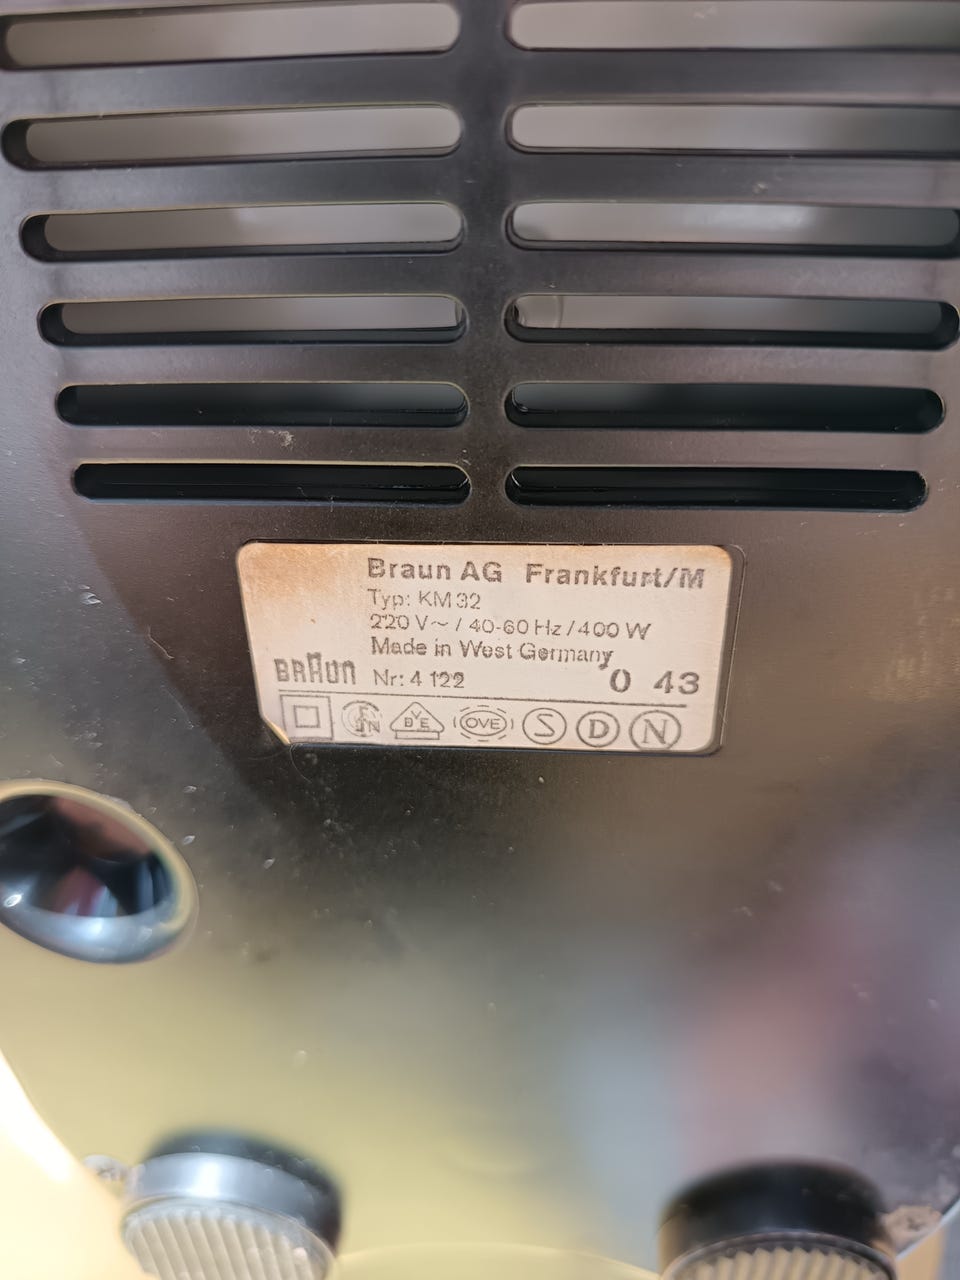 Braun AG Frankfurt/M
Typ: KM 32
220 V~ / 40-60 Hz / 400 W
Made in West Germany
BRAUN Nr: 4 122 0 43
BVE ÖVE S D N